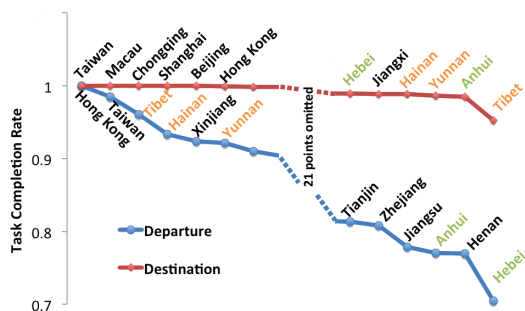 Taiwan
Macau
Chongqing
Shanghai
Beijing
Hong Kong
Hebei
Jiangxi
Hainan
Yunnan
Anhui
Tibet
1
Hong Kong
Taiwan
Tibet
Hainan
Xinjiang
Yunnan
21 points omitted
0.9
Tianjin
Zhejiang
Jiangsu
Anhui
Henan
Hebei
0.8
0.7
Task Completion Rate
Departure
Destination